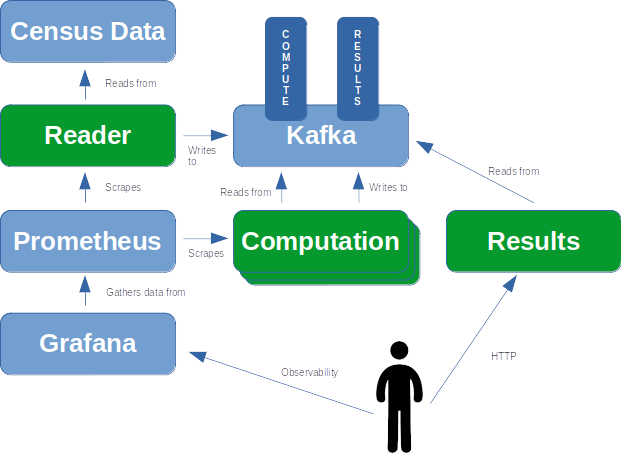 Census Data
COMPUTE
RESULTS
Reads from
Reader
Writes
to
Kafka
Scrapes
Reads from
Writes to
Reads from
Prometheus
Scrapes
Computation
Results
Gathers data from
Grafana
Observability
HTTP